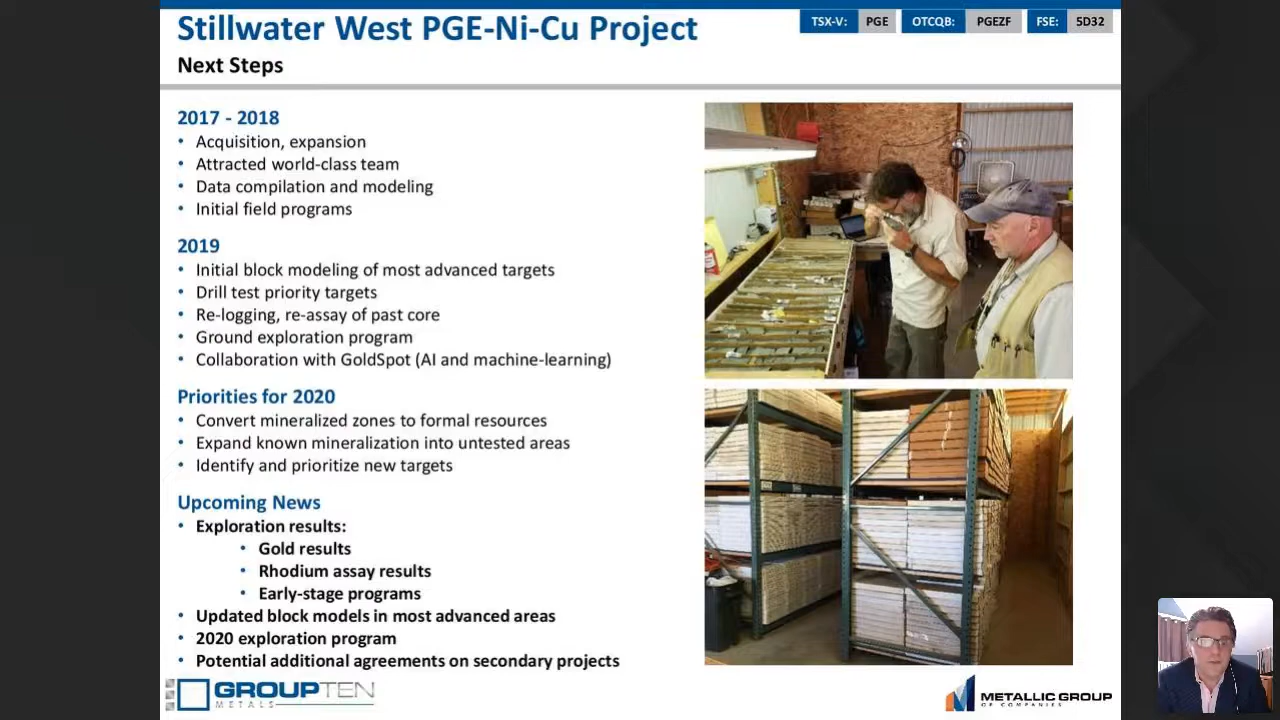 Stillwater West PGE-Ni-Cu Project
TSX-V: PGE OTCQB: PGEZF FSE: 5D32
Next Steps
2017 - 2018
• Acquisition, expansion
• Attracted world-class team
• Data compilation and modeling
• Initial field programs
2019
• Initial block modeling of most advanced targets
• Drill test priority targets
• Re-logging, re-assay of past core
• Ground exploration program
• Collaboration with GoldSpot (AI and machine-learning)
Priorities for 2020
• Convert mineralized zones to formal resources
• Expand known mineralization into untested areas
• Identify and prioritize new targets
Upcoming News
• Exploration results:
• Gold results
• Rhodium assay results
• Early-stage programs
• Updated block models in most advanced areas
• 2020 exploration program
• Potential additional agreements on secondary projects
GROUPTEN
METALS
METALLIC GROUP
OF COMPANIES